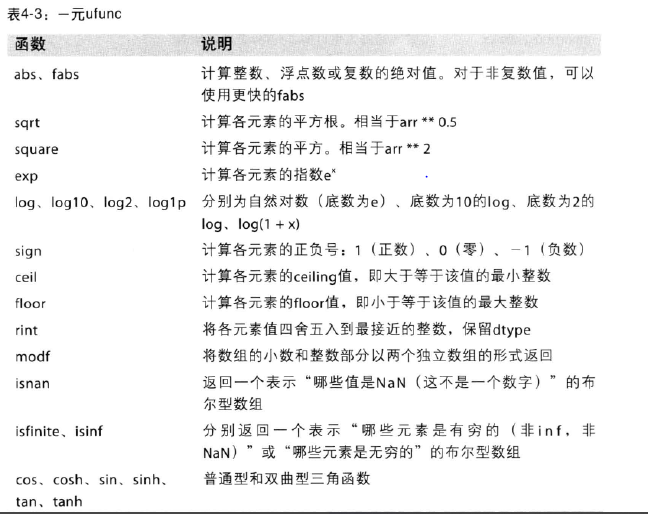 表4-3：一元ufunc
函数 说明
abs、fabs 计算整数、浮点数或复数的绝对值。对于非复数值，可以
使用更快的fabs
sqrt 计算各元素的平方根。相当于arr ** 0.5
square 计算各元素的平方。相当于arr ** 2
exp 计算各元素的指数eˣ
log、log10、log2、log1p 分别为自然对数（底数为e）、底数为10的log、底数为2的
log、log(1 + x)
sign 计算各元素的正负号：1（正数）、0（零）、－1（负数）
ceil 计算各元素的ceiling值，即大于等于该值的最小整数
floor 计算各元素的floor值，即小于等于该值的最大整数
rint 将各元素值四舍五入到最接近的整数，保留dtype
modf 将数组的小数和整数部分以两个独立数组的形式返回
isnan 返回一个表示“哪些值是NaN（这不是一个数字）”的布
尔型数组
isfinite、isinf 分别返回一个表示“哪些元素是有穷的（非inf，非
NaN）”或“哪些元素是无穷的”的布尔型数组
cos、cosh、sin、sinh、 普通型和双曲型三角函数
tan、tanh